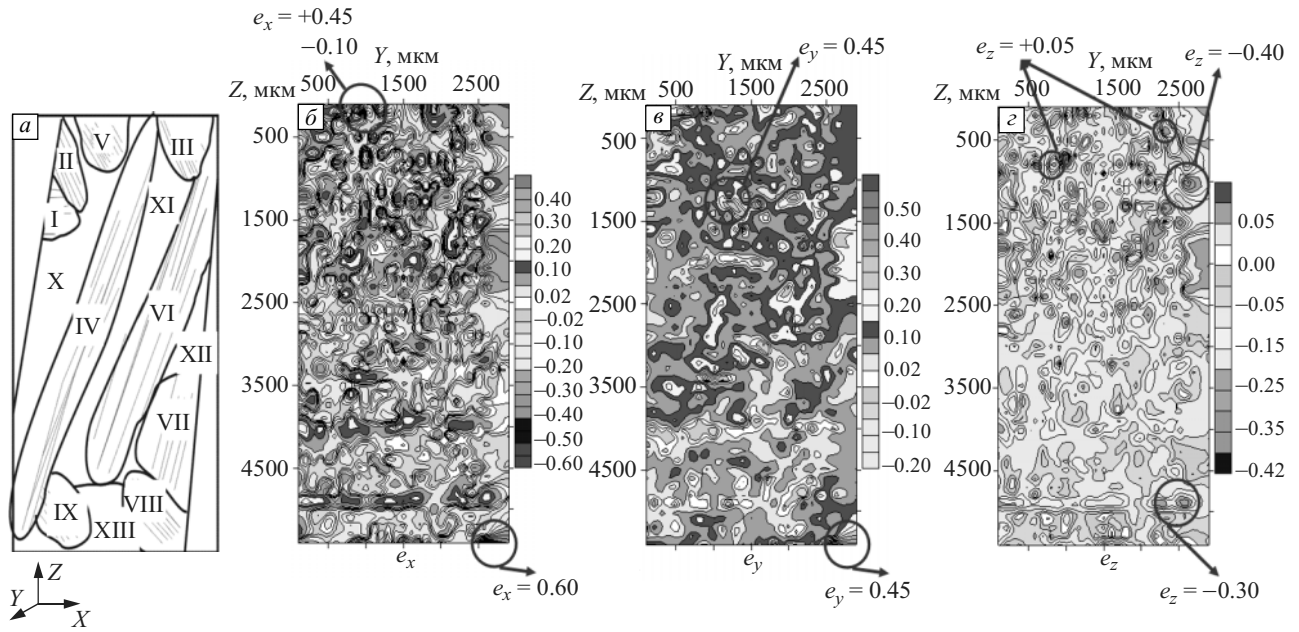 e_x = +0.45
−0.10
Y, мкм
500 1500 2500
Z, мкм
500
1500
2500
3500
4500
а
V
III
II
XI
I
X
IV
VI
XII
VII
IX
VIII
XIII
Z
Y
X
б
0.40
0.30
0.20
0.10
0.02
−0.02
−0.10
−0.20
−0.30
−0.40
−0.50
−0.60
e_x
e_x = 0.60
e_y = 0.45
Y, мкм
500 1500 2500
Z, мкм
500
1500
2500
3500
4500
в
0.50
0.40
0.30
0.20
0.10
0.02
−0.02
−0.10
−0.20
e_y
e_y = 0.45
e_z = +0.05
e_z = −0.40
Y, мкм
500 1500 2500
Z, мкм
500
1500
2500
3500
4500
г
0.05
0.00
−0.05
−0.15
−0.25
−0.35
−0.42
e_z
e_z = −0.30